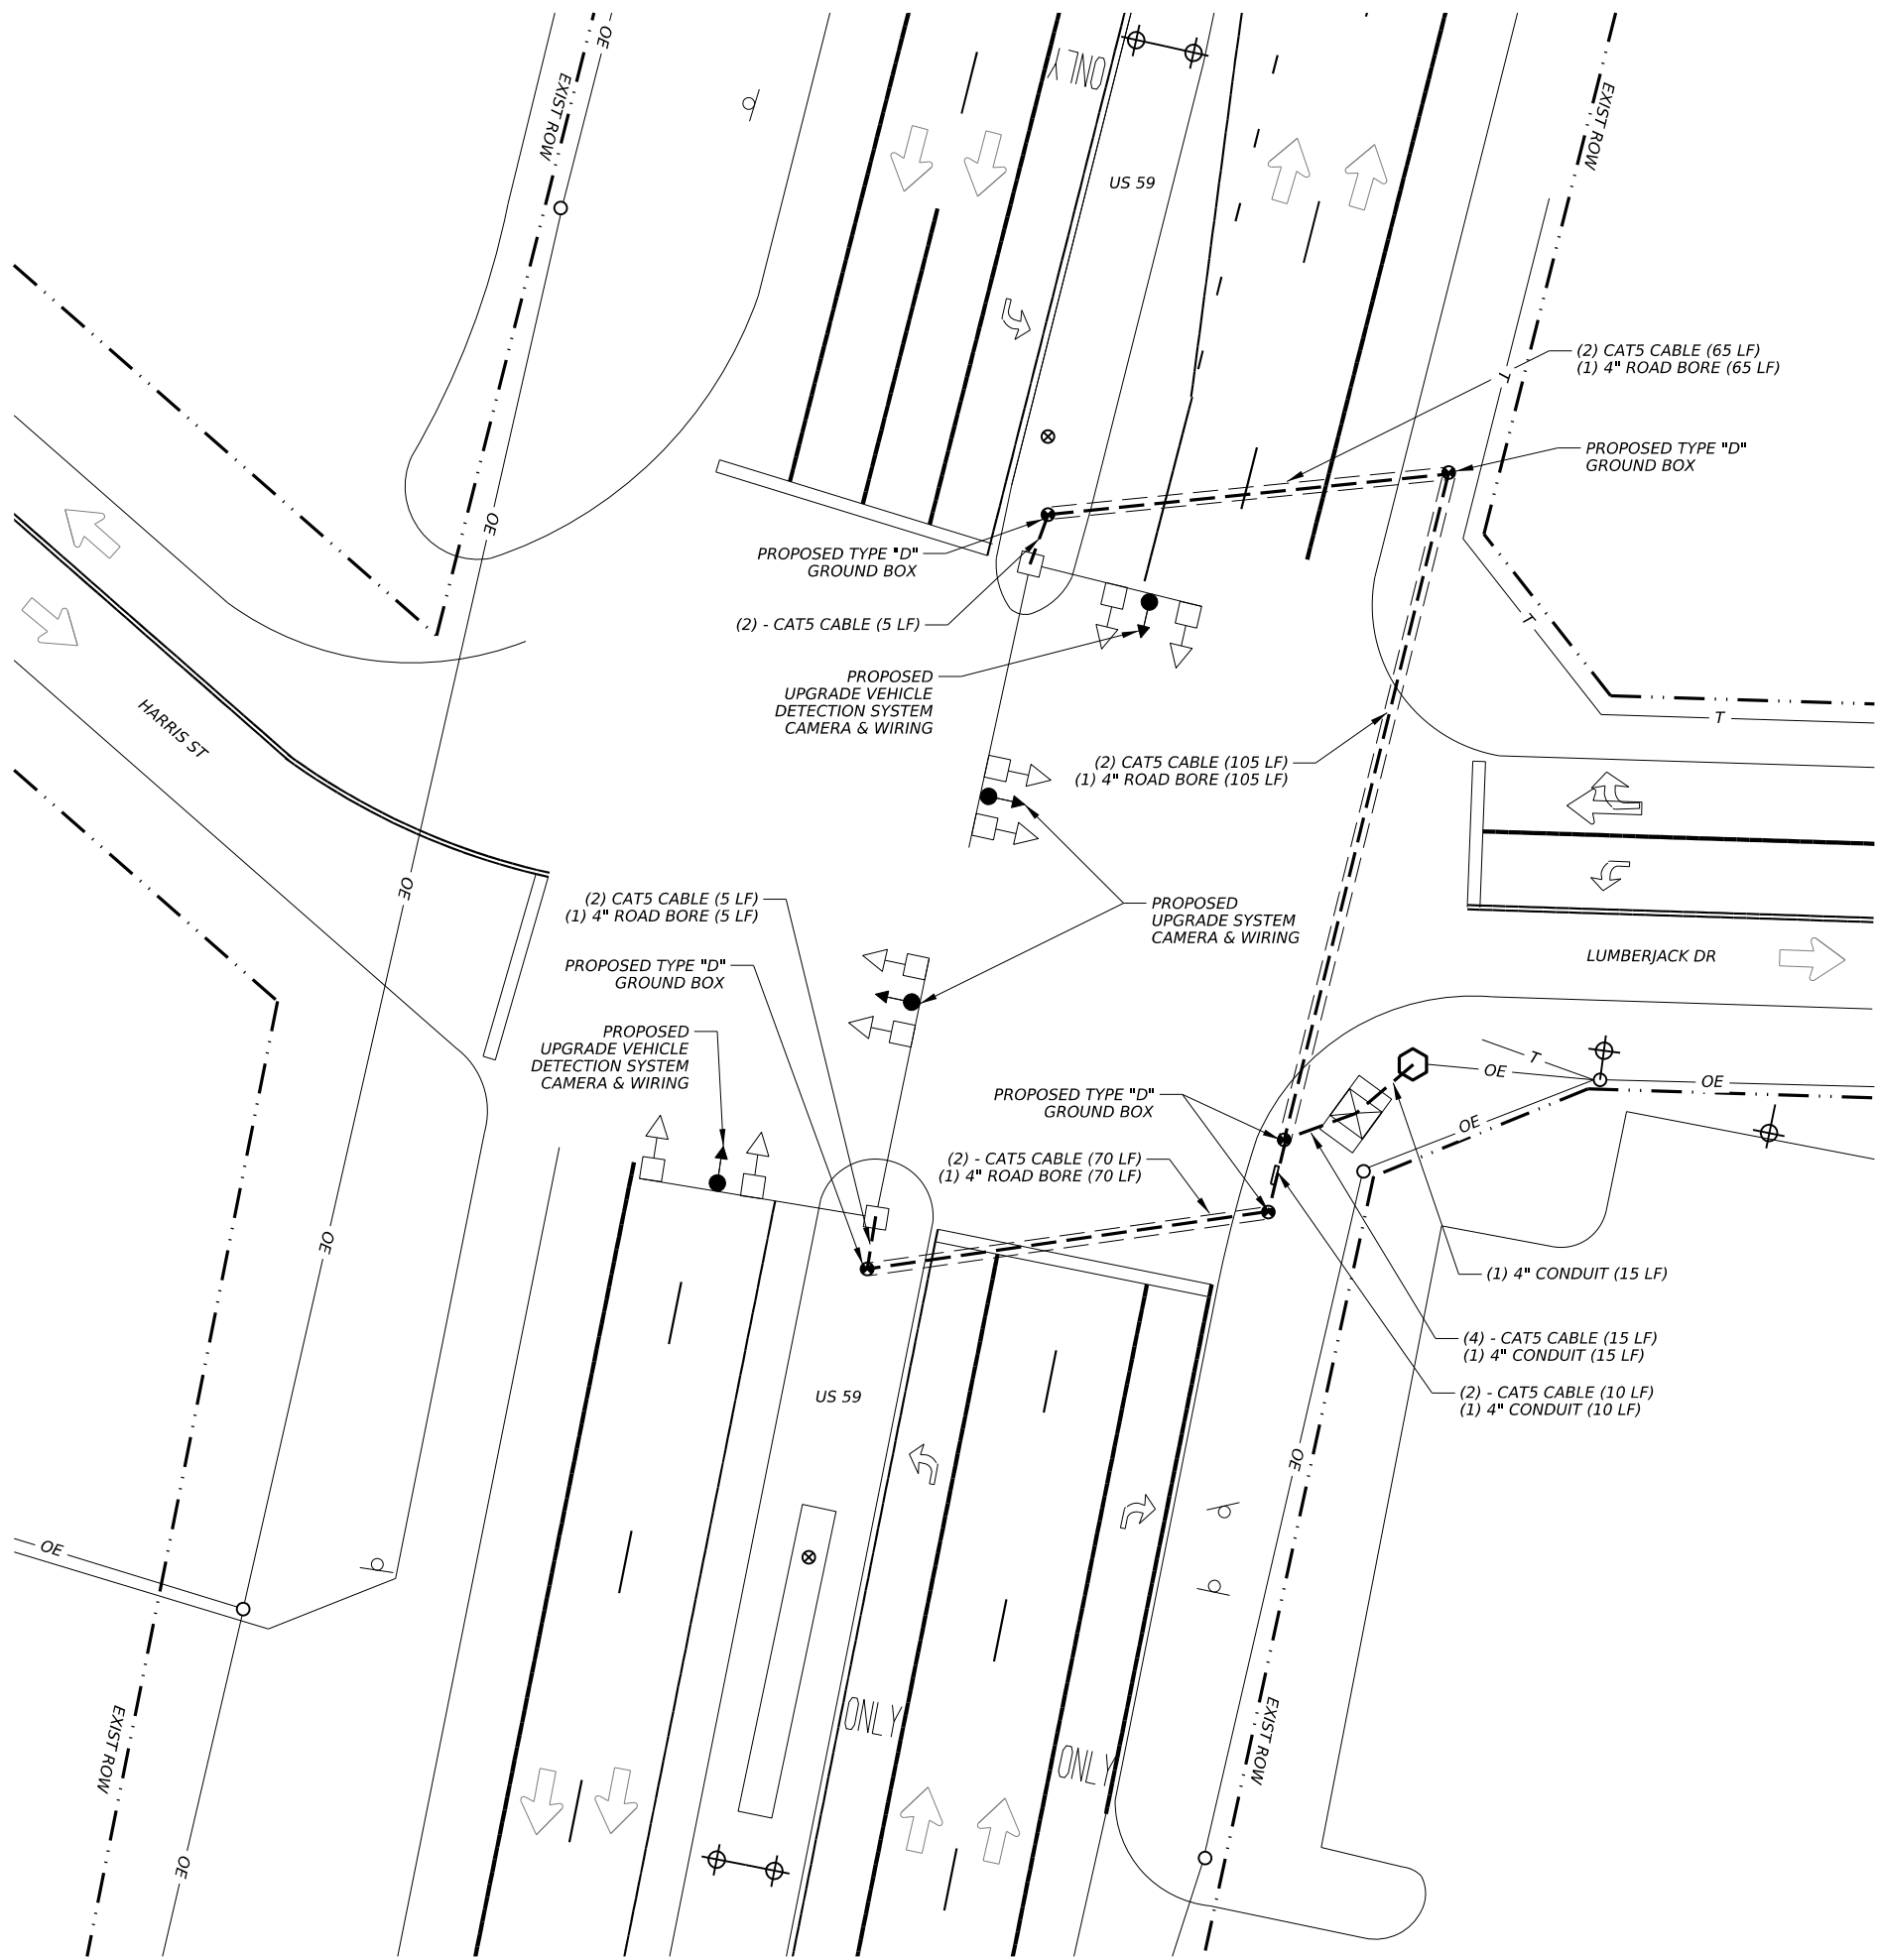 OE
EXIST ROW
ONLY
US 59
EXIST ROW
(2) CAT5 CABLE (65 LF)
(1) 4" ROAD BORE (65 LF)
T
PROPOSED TYPE "D"
GROUND BOX
OE
PROPOSED TYPE "D"
GROUND BOX
(2) - CAT5 CABLE (5 LF)
T
PROPOSED
UPGRADE VEHICLE
DETECTION SYSTEM
CAMERA & WIRING
HARRIS ST
T
(2) CAT5 CABLE (105 LF)
(1) 4" ROAD BORE (105 LF)
OE
(2) CAT5 CABLE (5 LF)
(1) 4" ROAD BORE (5 LF)
PROPOSED
UPGRADE SYSTEM
CAMERA & WIRING
LUMBERJACK DR
PROPOSED TYPE "D"
GROUND BOX
PROPOSED
UPGRADE VEHICLE
DETECTION SYSTEM
CAMERA & WIRING
T
OE
OE
PROPOSED TYPE "D"
GROUND BOX
OE
(2) - CAT5 CABLE (70 LF)
(1) 4" ROAD BORE (70 LF)
OE
(1) 4" CONDUIT (15 LF)
(4) - CAT5 CABLE (15 LF)
(1) 4" CONDUIT (15 LF)
(2) - CAT5 CABLE (10 LF)
(1) 4" CONDUIT (10 LF)
US 59
OE
OE
ONLY
EXIST ROW
EXIST ROW
ONLY
OE